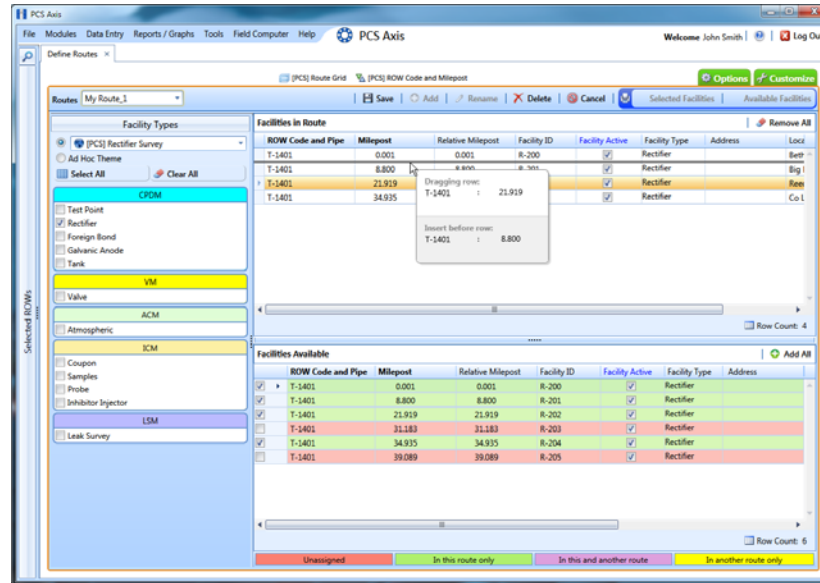 PCS Axis
File Modules Data Entry Reports / Graphs Tools Field Computer Help PCS Axis Welcome John Smith | Log Ou
Define Routes ×
[PCS] Route Grid [PCS] ROW Code and Milepost Options Customize
Routes My Route_1 Save | Add | Rename | Delete | Cancel | Selected Facilities | Available Facilities
Facility Types
[PCS] Rectifier Survey
Ad Hoc Theme
Select All Clear All
CPDM
Test Point
Rectifier
Foreign Bond
Galvanic Anode
Tank
VM
Valve
ACM
Atmospheric
ICM
Coupon
Samples
Probe
Inhibitor Injector
LSM
Leak Survey
Selected ROWs
Facilities in Route Remove All
ROW Code and Pipe Milepost Relative Milepost Facility ID Facility Active Facility Type Address Loca
T-1401 0.001 0.001 R-200 Rectifier Beth
T-1401 8.800 8.800 R-201 Rectifier Big
T-1401 21.919 Rectifier Reed
T-1401 34.935 Rectifier Co L
Dragging row:
T-1401 : 21.919
Insert before row:
T-1401 : 8.800
Row Count: 4
Facilities Available Add All
ROW Code and Pipe Milepost Relative Milepost Facility ID Facility Active Facility Type Address
T-1401 0.001 0.001 R-200 Rectifier
T-1401 8.800 8.800 R-201 Rectifier
T-1401 21.919 21.919 R-202 Rectifier
T-1401 31.183 31.183 R-203 Rectifier
T-1401 34.935 34.935 R-204 Rectifier
T-1401 39.089 39.089 R-205 Rectifier
Row Count: 6
Unassigned In this route only In this and another route In another route only